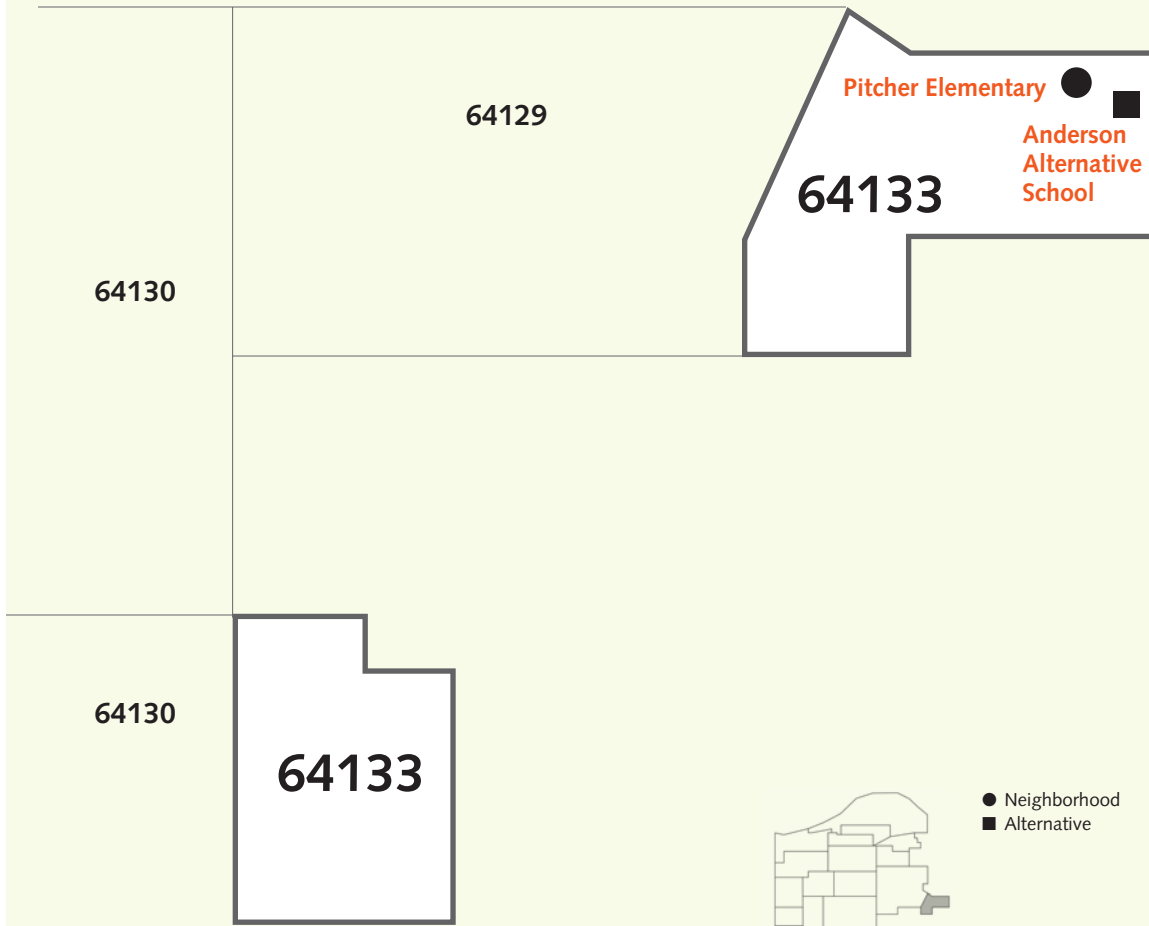 Pitcher Elementary
64129
Anderson
Alternative
School
64133
64130
64130
64133
Neighborhood
Alternative